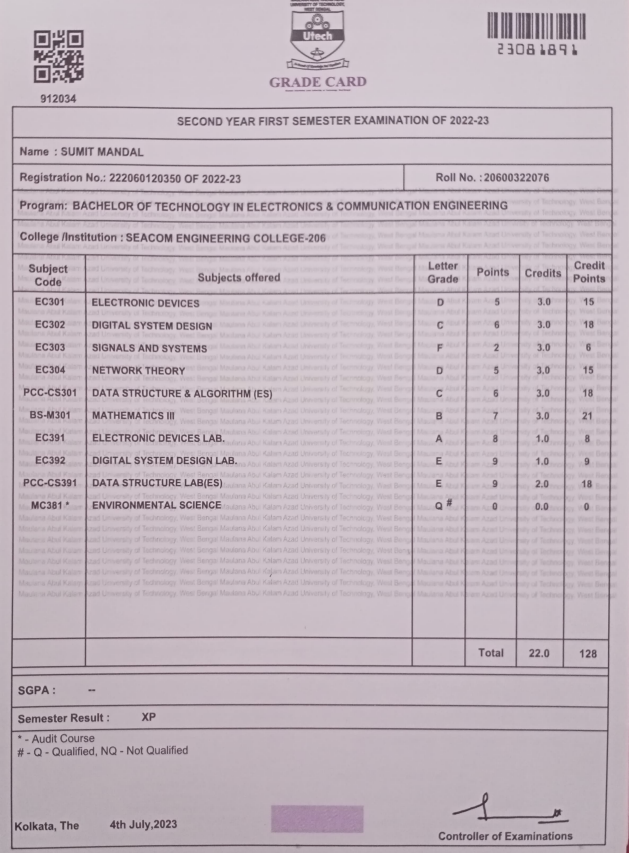 UNIVERSITY OF TECHNOLOGY,
WEST BENGAL
Utech
GRADE CARD
23081891
912034
SECOND YEAR FIRST SEMESTER EXAMINATION OF 2022-23
Name : SUMIT MANDAL
Registration No.: 222060120350 OF 2022-23 Roll No. : 20600322076
Program: BACHELOR OF TECHNOLOGY IN ELECTRONICS & COMMUNICATION ENGINEERING
College /Institution : SEACOM ENGINEERING COLLEGE-206
Subject Code Subjects offered Letter Grade Points Credits Credit Points
EC301 ELECTRONIC DEVICES D 5 3.0 15
EC302 DIGITAL SYSTEM DESIGN C 6 3.0 18
EC303 SIGNALS AND SYSTEMS F 2 3.0 6
EC304 NETWORK THEORY D 5 3.0 15
PCC-CS301 DATA STRUCTURE & ALGORITHM (ES) C 6 3.0 18
BS-M301 MATHEMATICS III B 7 3.0 21
EC391 ELECTRONIC DEVICES LAB. A 8 1.0 8
EC392 DIGITAL SYSTEM DESIGN LAB. E 9 1.0 9
PCC-CS391 DATA STRUCTURE LAB(ES) E 9 2.0 18
MC381 * ENVIRONMENTAL SCIENCE Q # 0 0.0 0
Total 22.0 128
SGPA : --
Semester Result : XP
* - Audit Course
# - Q - Qualified, NQ - Not Qualified
Kolkata, The 4th July,2023
Controller of Examinations